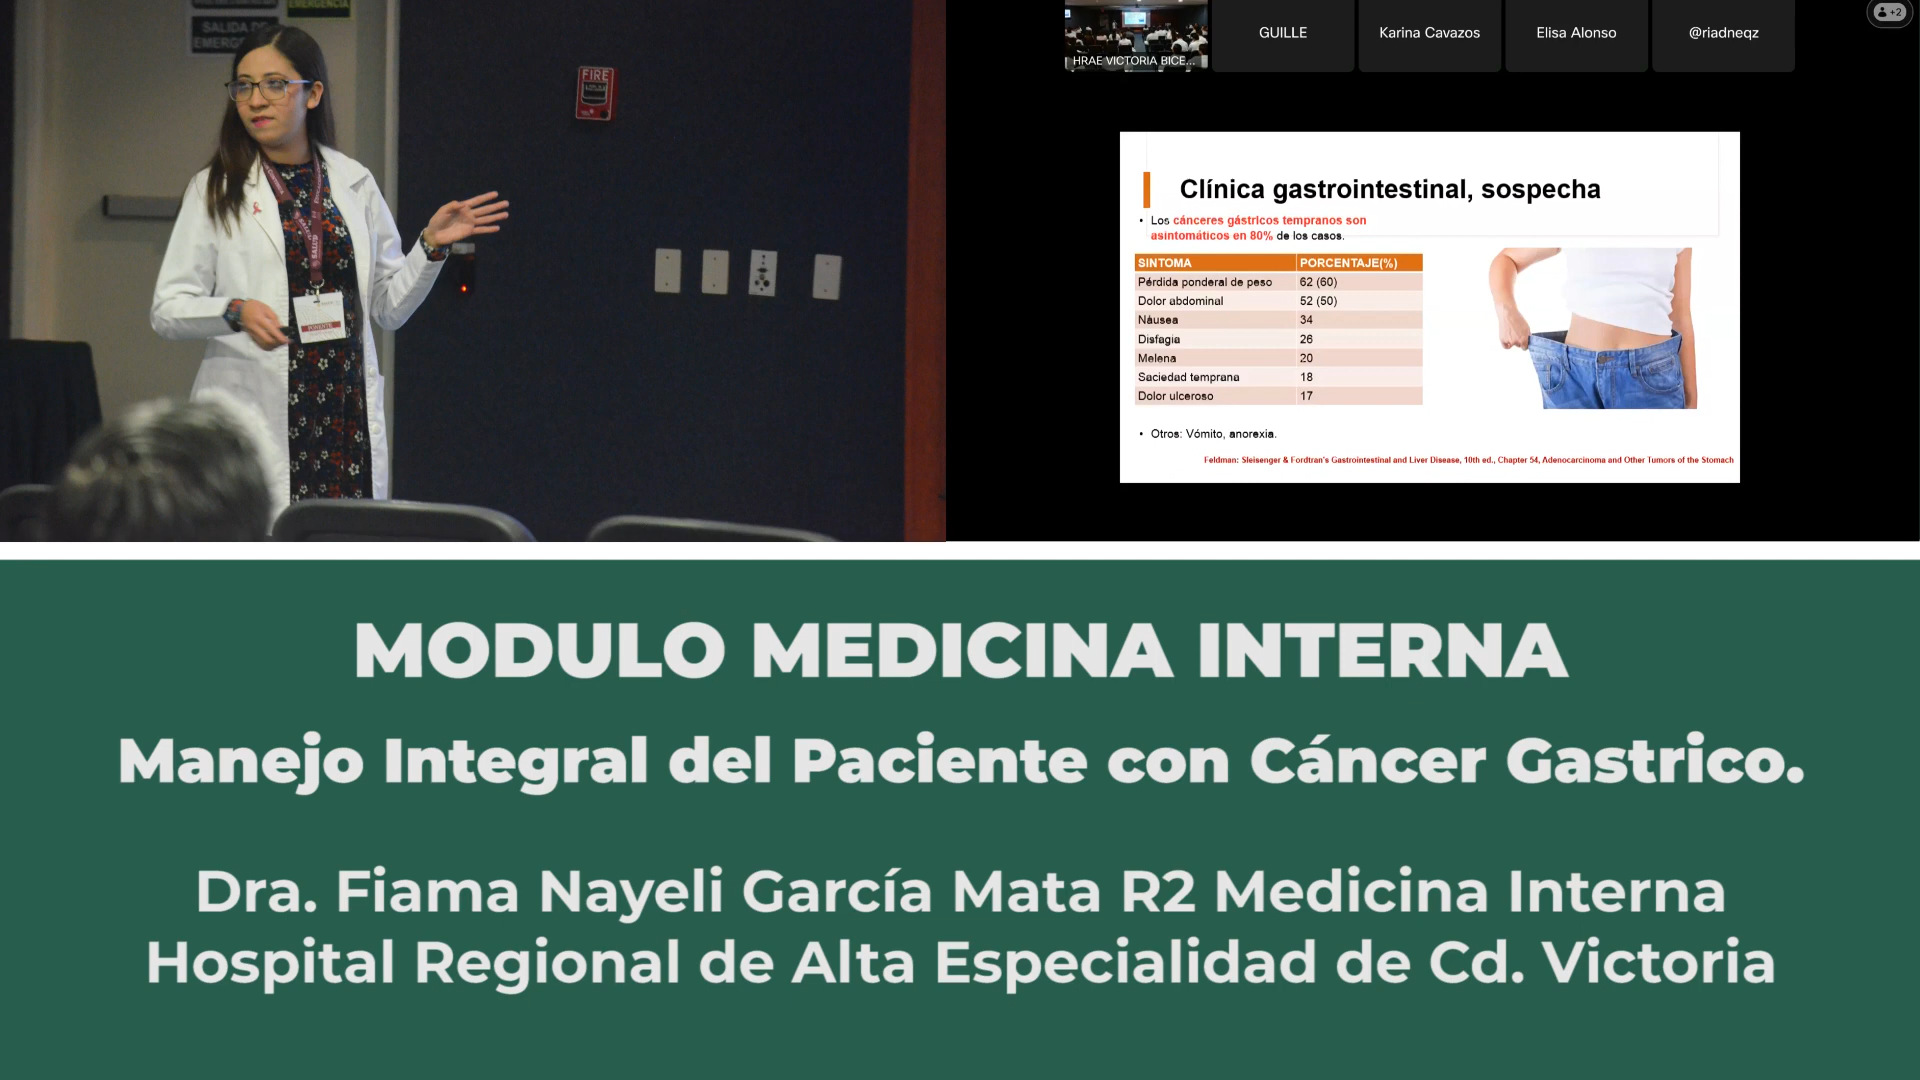 SALIDA DE
EMERGENCIA
FIRE
PONENTE
HRAE VICTORIA BICE...
GUILLE
Karina Cavazos
Elisa Alonso
@riadneqz
+2
Clínica gastrointestinal, sospecha
• Los cánceres gástricos tempranos son
asintomáticos en 80% de los casos.
SINTOMA PORCENTAJE(%)
Pérdida ponderal de peso 62 (60)
Dolor abdominal 52 (50)
Náusea 34
Disfagia 26
Melena 20
Saciedad temprana 18
Dolor ulceroso 17
• Otros: Vómito, anorexia.
Feldman: Sleisenger & Fordtran's Gastrointestinal and Liver Disease, 10th ed., Chapter 54, Adenocarcinoma and Other Tumors of the Stomach
MODULO MEDICINA INTERNA
Manejo Integral del Paciente con Cáncer Gastrico.
Dra. Fiama Nayeli García Mata R2 Medicina Interna
Hospital Regional de Alta Especialidad de Cd. Victoria